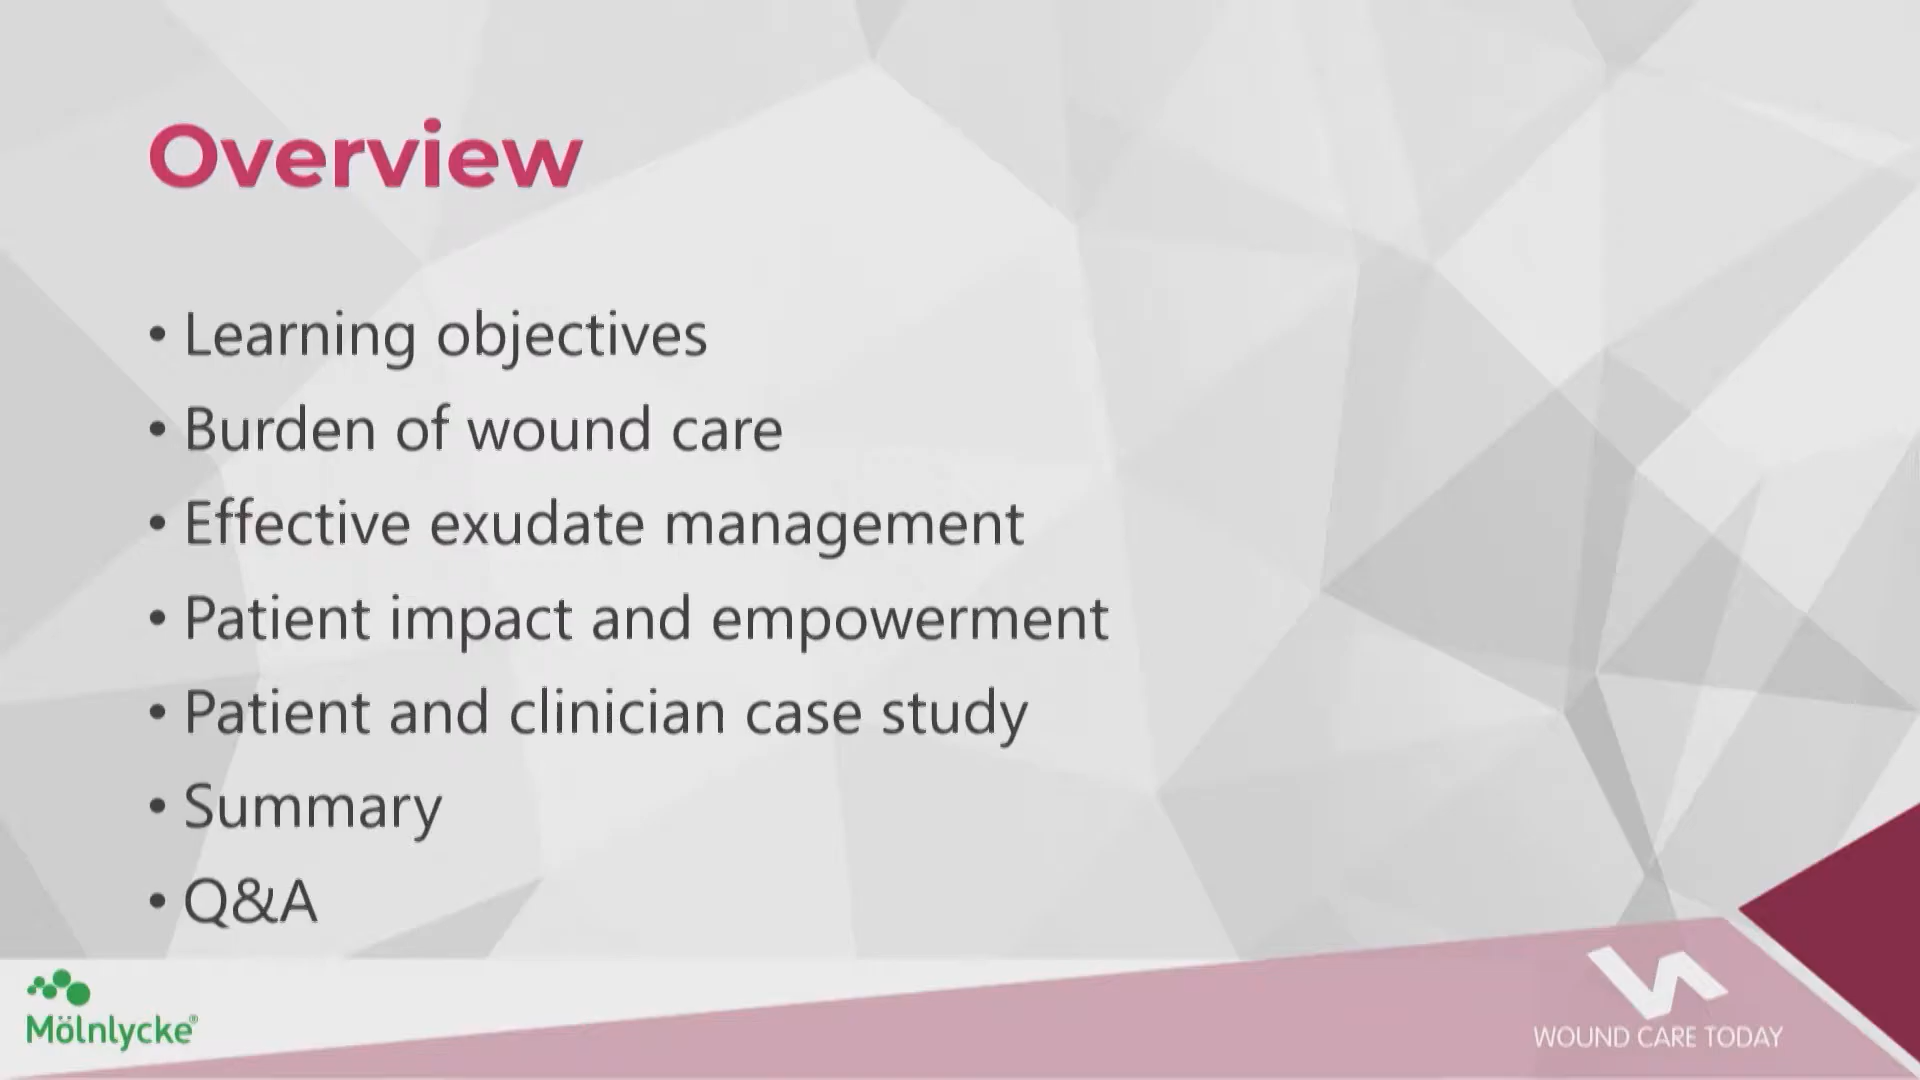 Overview
• Learning objectives
• Burden of wound care
• Effective exudate management
• Patient impact and empowerment
• Patient and clinician case study
• Summary
• Q&A
Mölnlycke®
WOUND CARE TODAY